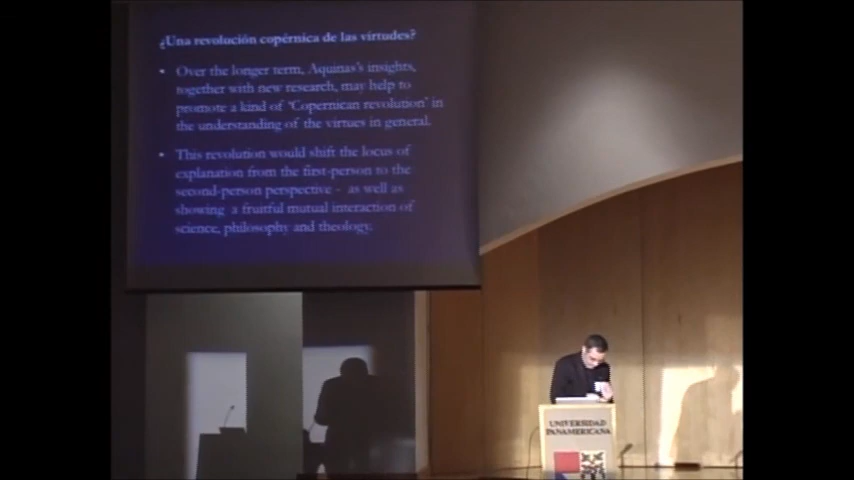 ¿Una revolución copérnica de las virtudes?
• Over the longer term, Aquinas's insights,
together with new research, may help to
promote a kind of 'Copernican revolution' in
the understanding of the virtues in general.
• This revolution would shift the locus of
explanation from the first-person to the
second-person perspective - as well as
showing a fruitful mutual interaction of
science, philosophy and theology.
UNIVERSIDAD
PANAMERICANA